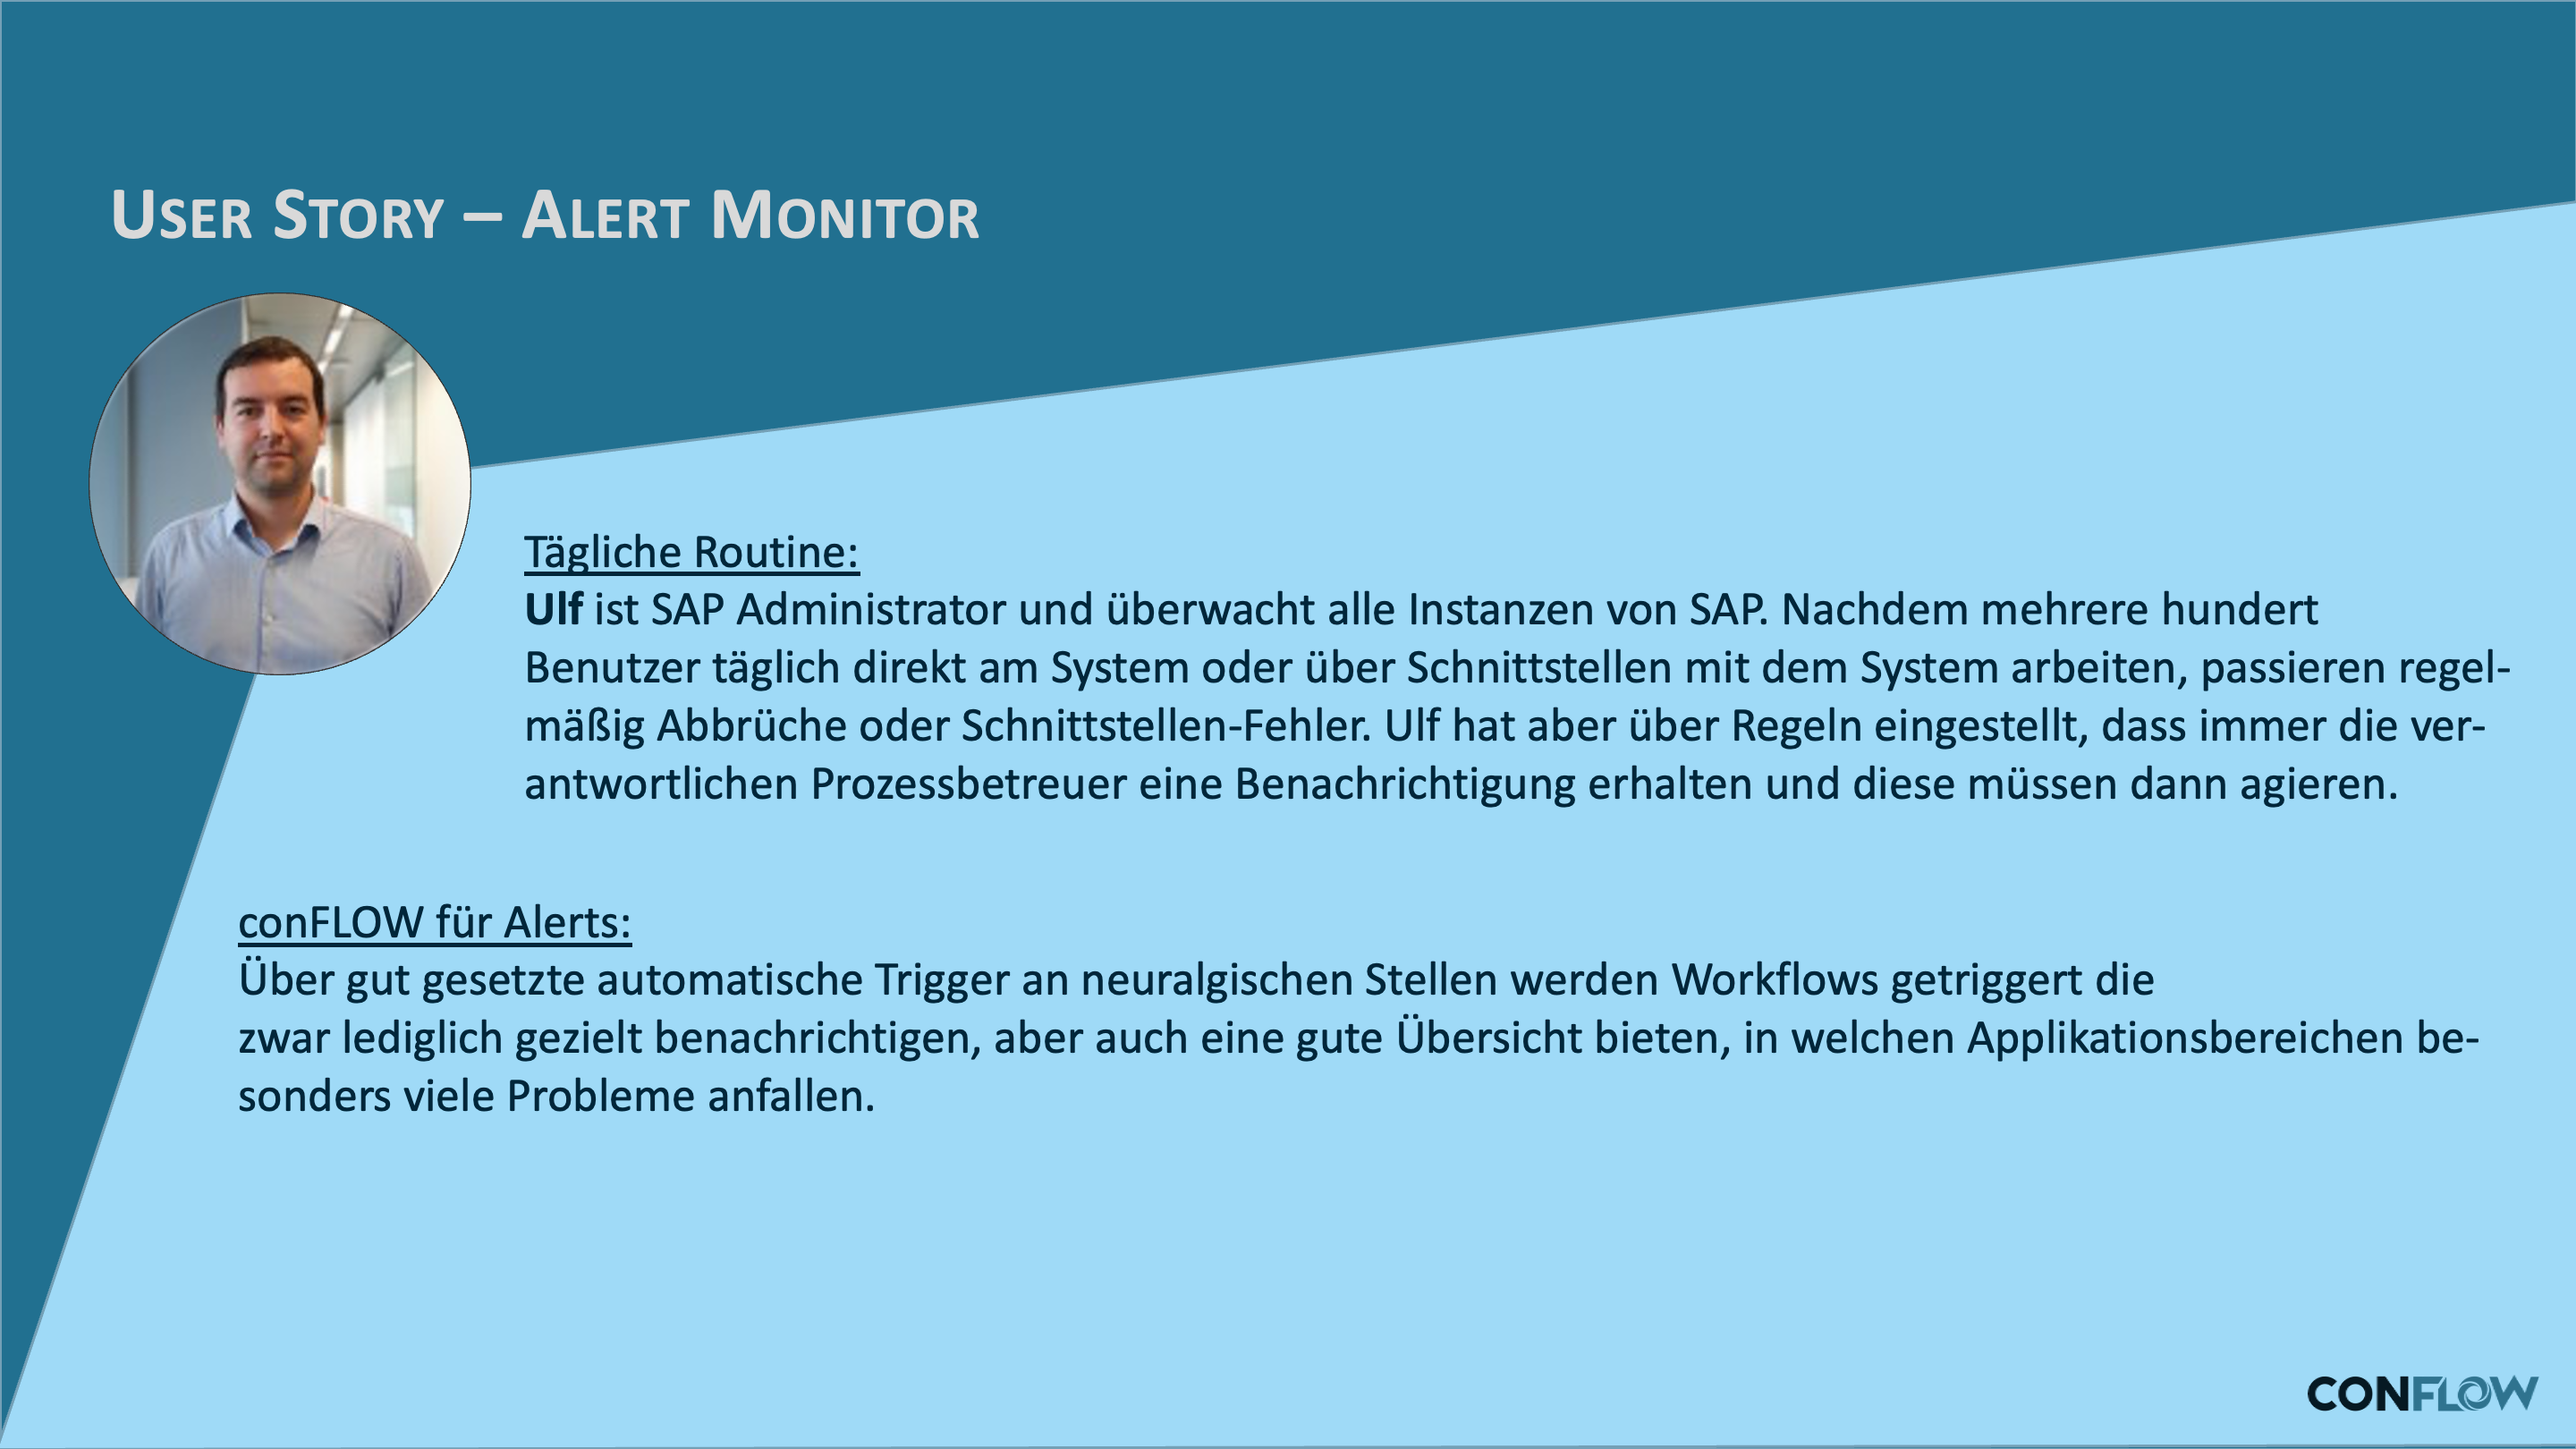 User Story – Alert Monitor
Tägliche Routine:
Ulf ist SAP Administrator und überwacht alle Instanzen von SAP. Nachdem mehrere hundert
Benutzer täglich direkt am System oder über Schnittstellen mit dem System arbeiten, passieren regel-
mäßig Abbrüche oder Schnittstellen-Fehler. Ulf hat aber über Regeln eingestellt, dass immer die ver-
antwortlichen Prozessbetreuer eine Benachrichtigung erhalten und diese müssen dann agieren.
conFLOW für Alerts:
Über gut gesetzte automatische Trigger an neuralgischen Stellen werden Workflows getriggert die
zwar lediglich gezielt benachrichtigen, aber auch eine gute Übersicht bieten, in welchen Applikationsbereichen be-
sonders viele Probleme anfallen.
CONFLOW